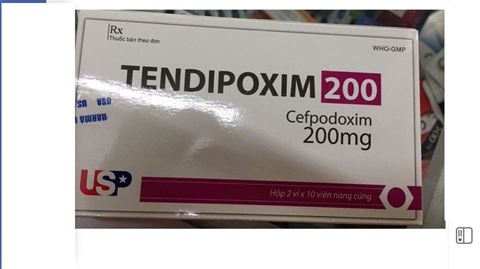 Rx
Thuốc bán theo đơn
WHO-GMP
TENDIPOXIM 200
Cefpodoxim
200mg
USP
Hộp 2 vỉ x 10 viên nang cứng